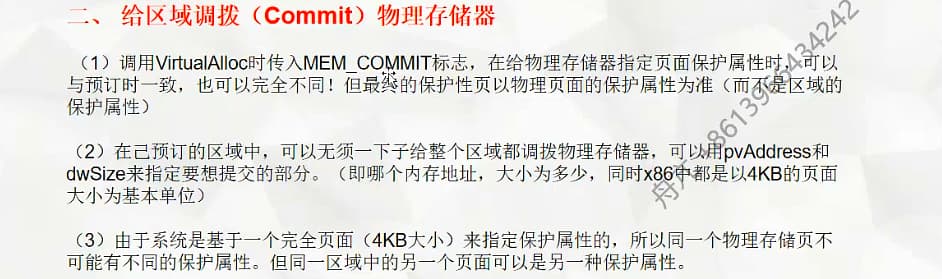 二、 给区域调拨（Commit）物理存储器
（1）调用VirtualAlloc时传入MEM_COMMIT标志，在给物理存储器指定页面保护属性时，可以
与预订时一致，也可以完全不同！但最终的保护性页以物理页面的保护属性为准（而不是区域的
保护属性）
（2）在己预订的区域中，可以无须一下子给整个区域都调拨物理存储器，可以用pvAddress和
dwSize来指定要想提交的部分。（即哪个内存地址，大小为多少，同时x86中都是以4KB的页面
大小为基本单位）
（3）由于系统是基于一个完全页面（4KB大小）来指定保护属性的，所以同一个物理存储页不
可能有不同的保护属性。但同一区域中的另一个页面可以是另一种保护属性。